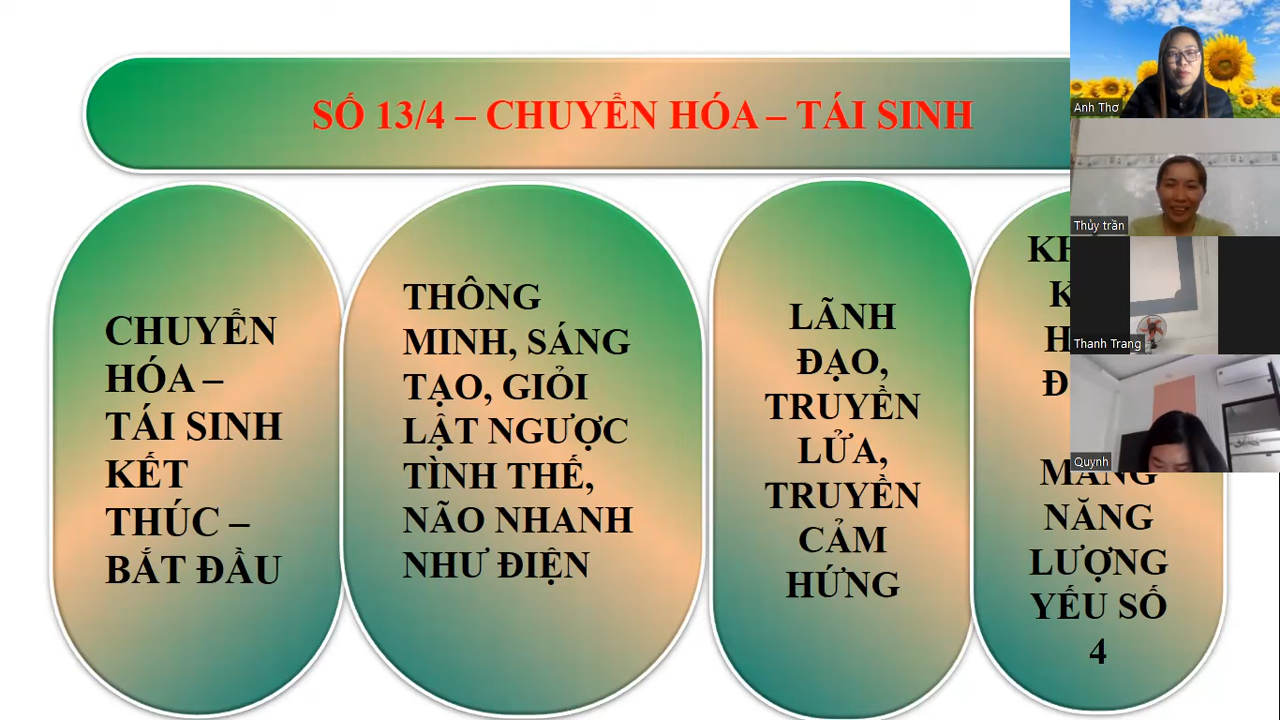 SỐ 13/4 – CHUYỂN HÓA – TÁI SINH
CHUYỂN
HÓA –
TÁI SINH
KẾT
THÚC –
BẮT ĐẦU
THÔNG
MINH, SÁNG
TẠO, GIỎI
LẬT NGƯỢC
TÌNH THẾ,
NÃO NHANH
NHƯ ĐIỆN
LÃNH
ĐẠO,
TRUYỀN
LỬA,
TRUYỀN
CẢM
HỨNG
MANG
NĂNG
LƯỢNG
YẾU SỐ
4
Anh Thơ
Thủy trần
Thanh Trang
Quynh